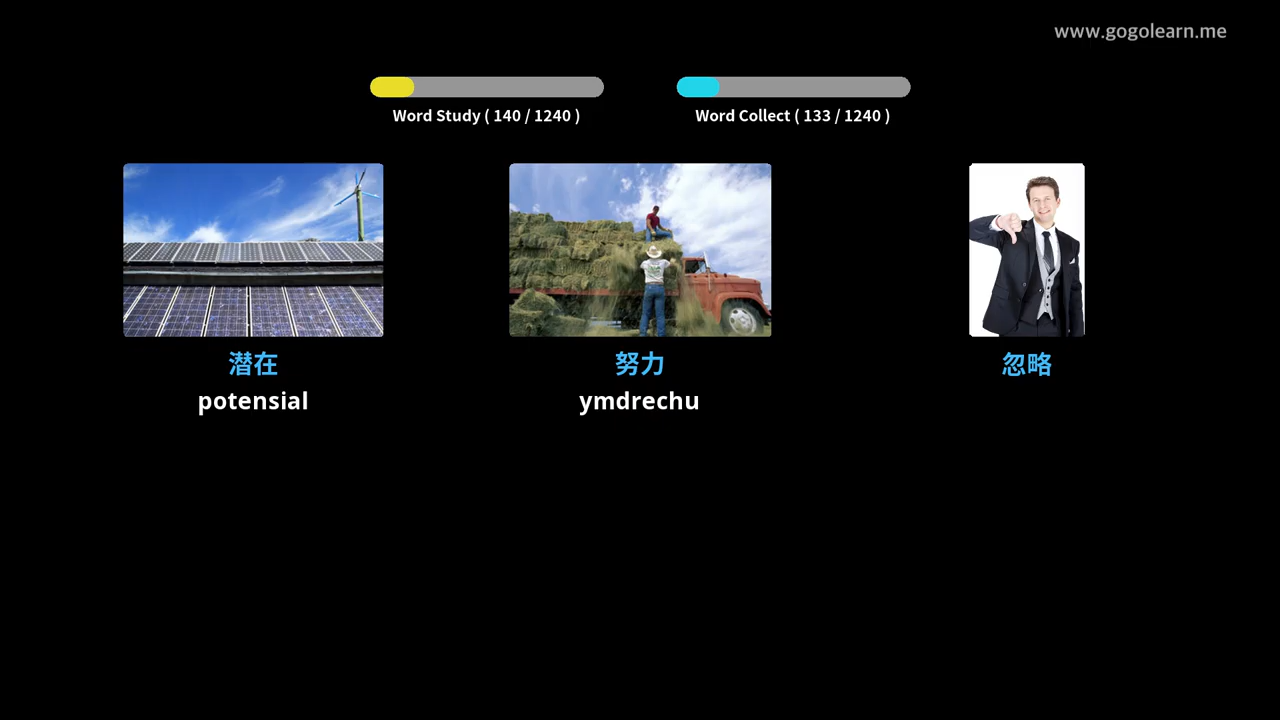 www.gogolearn.me
Word Study ( 140 / 1240 )
Word Collect ( 133 / 1240 )
潜在
potensial
努力
ymdrechu
忽略